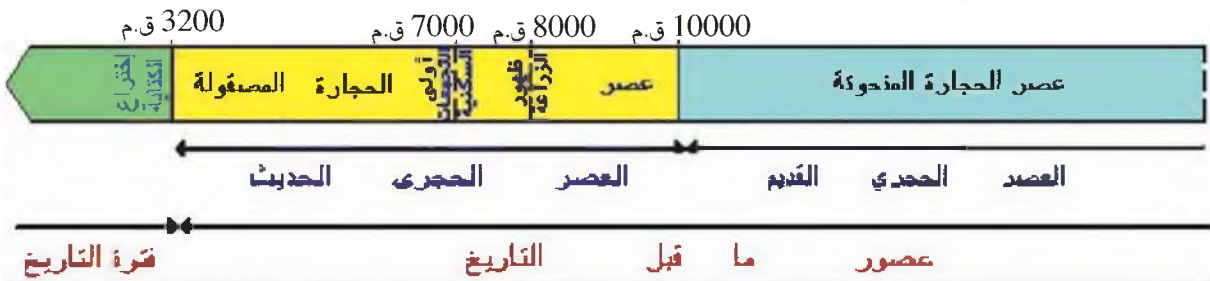 10000 ق.م 8000 ق.م 7000 ق.م 3200 ق.م
عصر الحجارة المنحوتة
عصر الحجارة المصقولة
ظهور
الزراعة
أولى
التجمعات
السكنية
إختراع
الكتابة
العصر الحجري القديم
العصر الحجري الحديث
عصور ما قبل التاريخ
فترة التاريخ